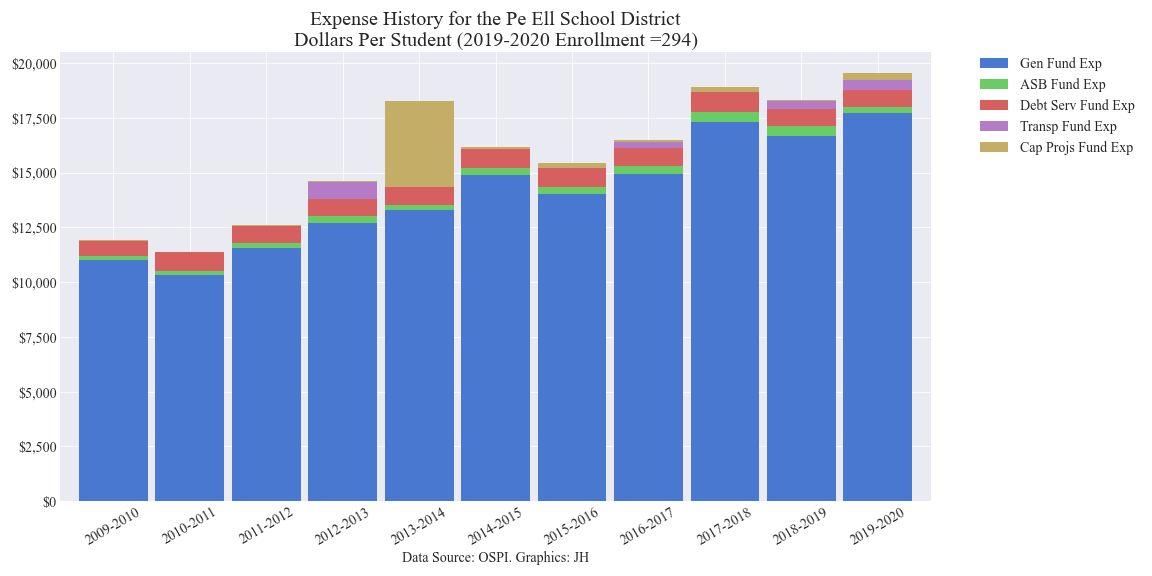 Expense History for the Pe Ell School District
Dollars Per Student (2019-2020 Enrollment =294)
$20,000
$17,500
$15,000
$12,500
$10,000
$7,500
$5,000
$2,500
$0
2009-2010
2010-2011
2011-2012
2012-2013
2013-2014
2014-2015
2015-2016
2016-2017
2017-2018
2018-2019
2019-2020
Data Source: OSPI. Graphics: JH
Gen Fund Exp
ASB Fund Exp
Debt Serv Fund Exp
Transp Fund Exp
Cap Projs Fund Exp